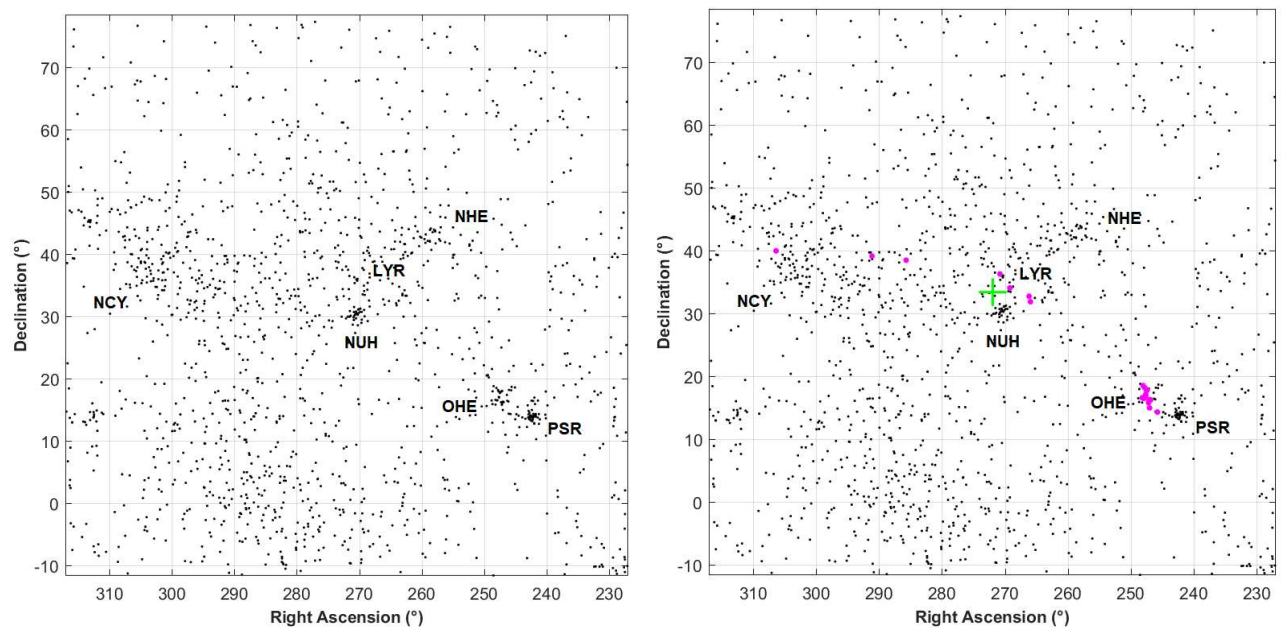 70
60
50
40
30
20
10
0
-10
Declination (°)
NHE
LYR
NCY
NUH
OHE
PSR
310 300 290 280 270 260 250 240 230
Right Ascension (°)
70
60
50
40
30
20
10
0
-10
Declination (°)
NHE
LYR
NCY
NUH
OHE
PSR
310 300 290 280 270 260 250 240 230
Right Ascension (°)